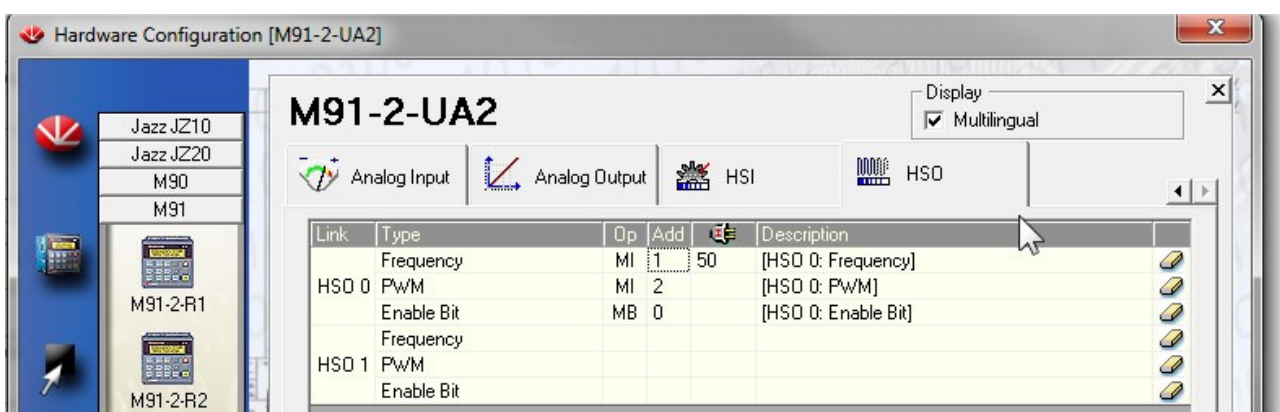 Hardware Configuration [M91-2-UA2]
X
M91-2-UA2
Display
Multilingual
Jazz JZ10
Jazz JZ20
M90
M91
Analog Input Analog Output HSI HSO
Link Type Op Add Description
Frequency MI 1 50 [HSO 0: Frequency]
HSO 0 PWM MI 2 [HSO 0: PWM]
Enable Bit MB 0 [HSO 0: Enable Bit]
Frequency
HSO 1 PWM
Enable Bit
M91-2-R1
M91-2-R2